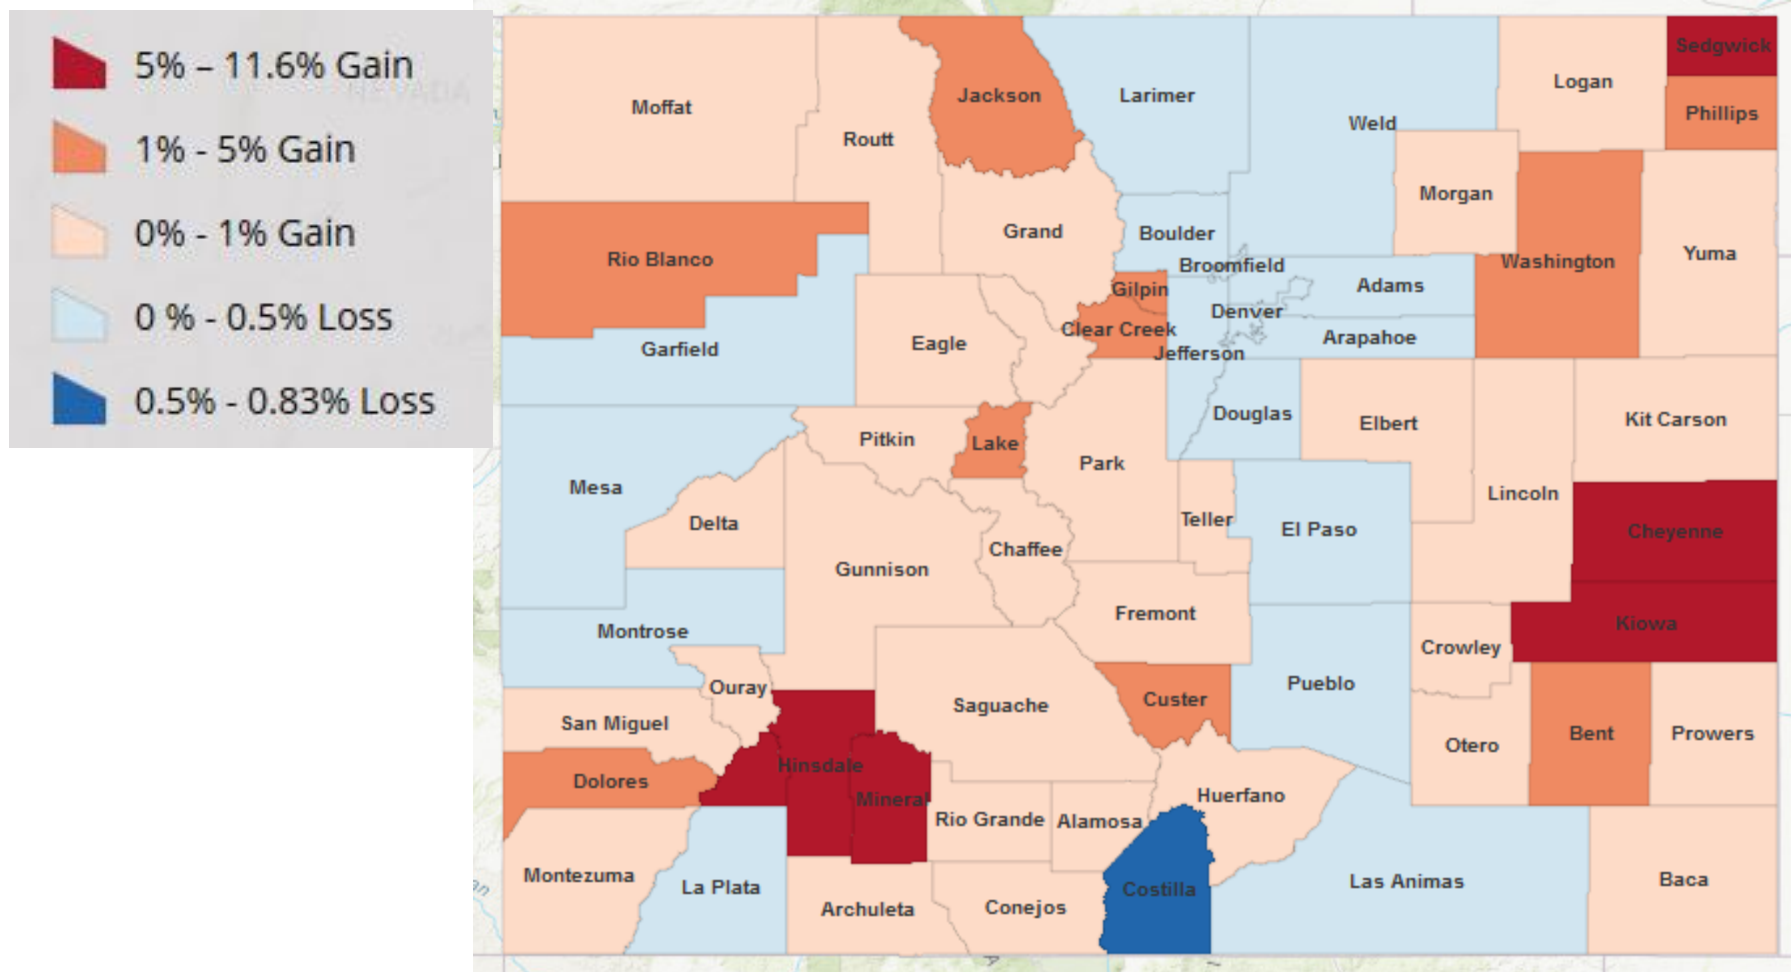 5% – 11.6% Gain
1% - 5% Gain
0% - 1% Gain
0 % - 0.5% Loss
0.5% - 0.83% Loss
NEVADA
Sedgwick
Logan
Jackson
Larimer
Moffat
Phillips
Weld
Routt
Morgan
Grand
Boulder
Yuma
Rio Blanco
Broomfield
Washington
Gilpin
Adams
Denver
Clear Creek
Arapahoe
Eagle
Garfield
Jefferson
Douglas
Elbert
Kit Carson
Pitkin
Lake
Park
Mesa
Lincoln
Delta
Teller
El Paso
Cheyenne
Chaffee
Gunnison
Fremont
Kiowa
Montrose
Crowley
Ouray
Pueblo
Custer
Saguache
San Miguel
Bent
Prowers
Otero
Hinsdale
Dolores
Huerfano
Mineral
Rio Grande
Alamosa
Montezuma
Baca
Las Animas
La Plata
Costilla
Conejos
Archuleta